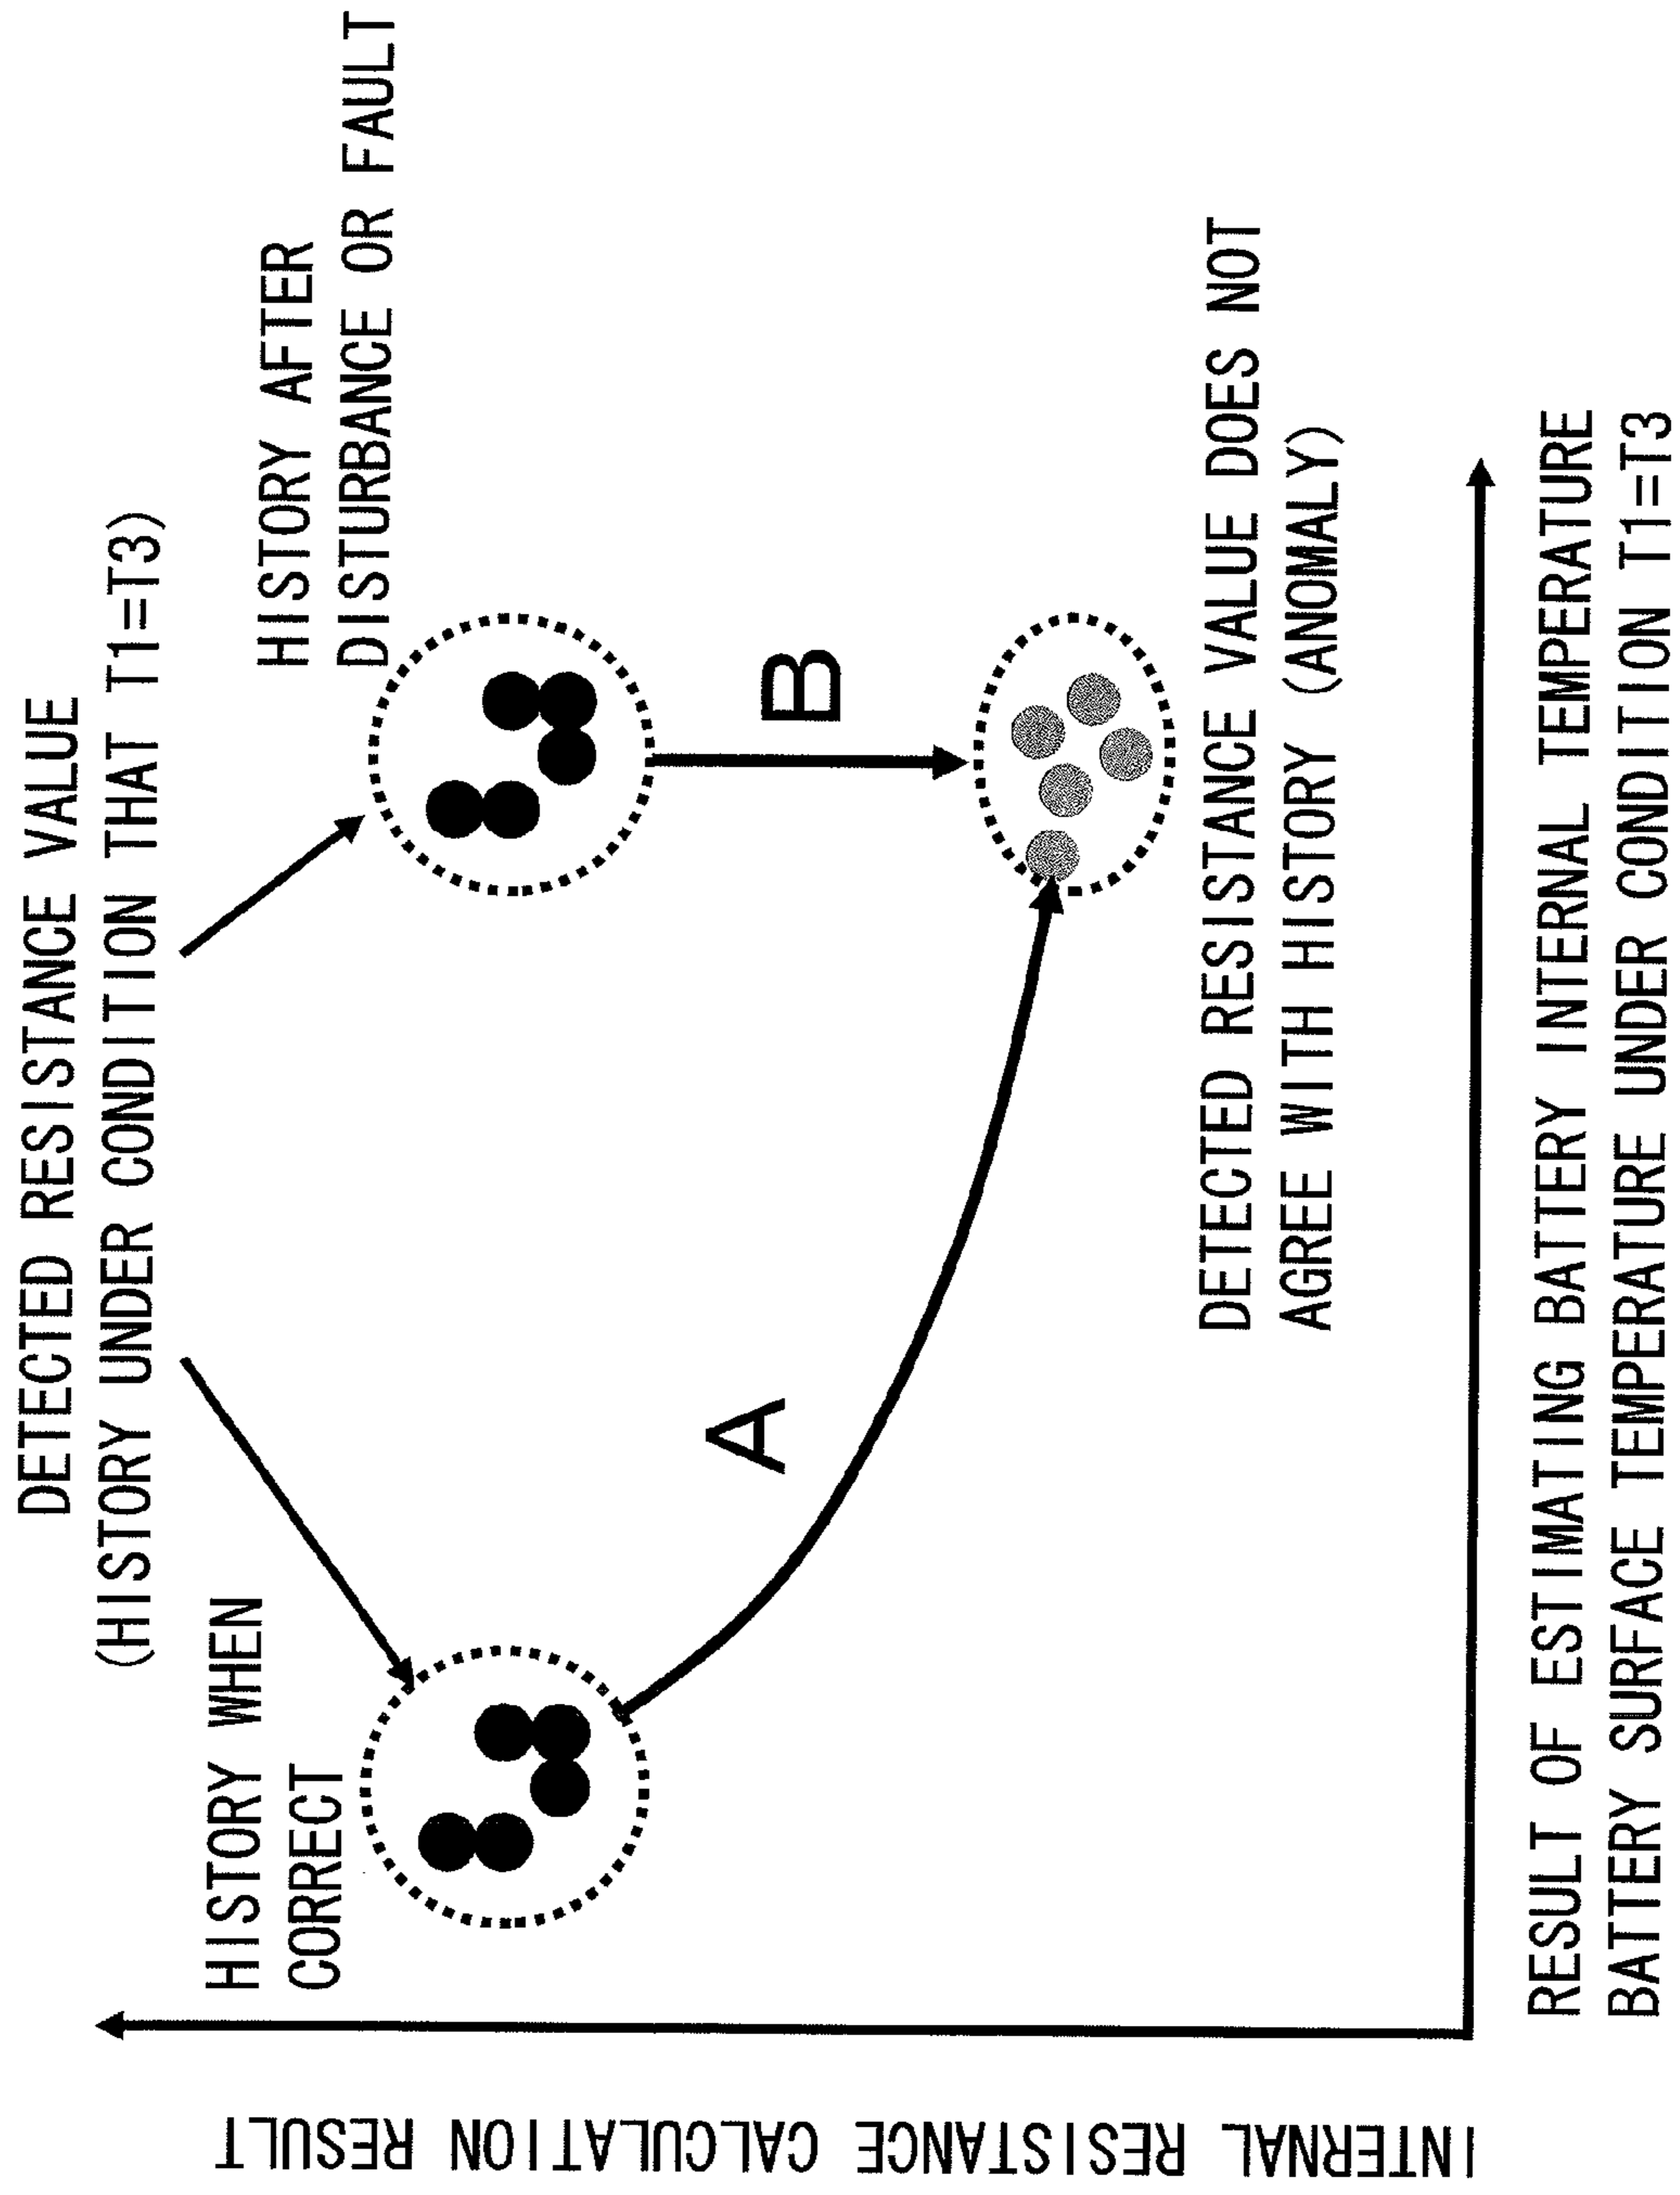 DETECTED RESISTANCE VALUE
(HISTORY UNDER CONDITION THAT T1=T3)
HISTORY WHEN
CORRECT
HISTORY AFTER
DISTURBANCE OR FAULT
A
B
DETECTED RESISTANCE VALUE DOES NOT
AGREE WITH HISTORY (ANOMALY)
INTERNAL RESISTANCE CALCULATION RESULT
RESULT OF ESTIMATING BATTERY INTERNAL TEMPERATURE
BATTERY SURFACE TEMPERATURE UNDER CONDITION T1=T3